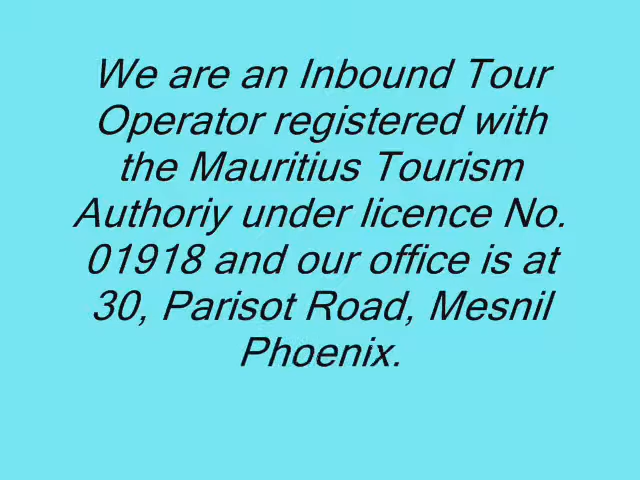 We are an Inbound Tour
Operator registered with
the Mauritius Tourism
Authoriy under licence No.
01918 and our office is at
30, Parisot Road, Mesnil
Phoenix.